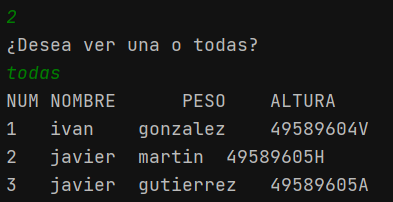 2
¿Desea ver una o todas?
todas
NUM NOMBRE PESO ALTURA
1 ivan gonzalez 49589604V
2 javier martin 49589605H
3 javier gutierrez 49589605A